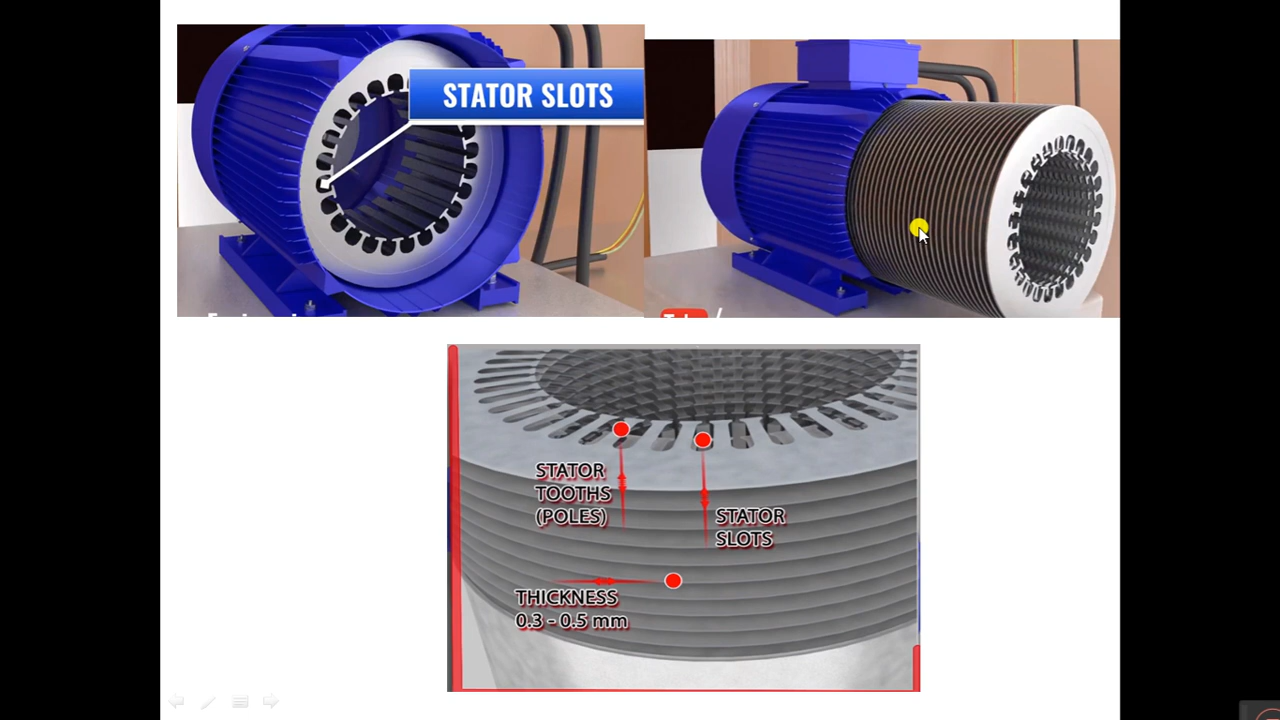 STATOR SLOTS
STATOR
TOOTHS
(POLES)
STATOR
SLOTS
THICKNESS
0.3 - 0.5 mm